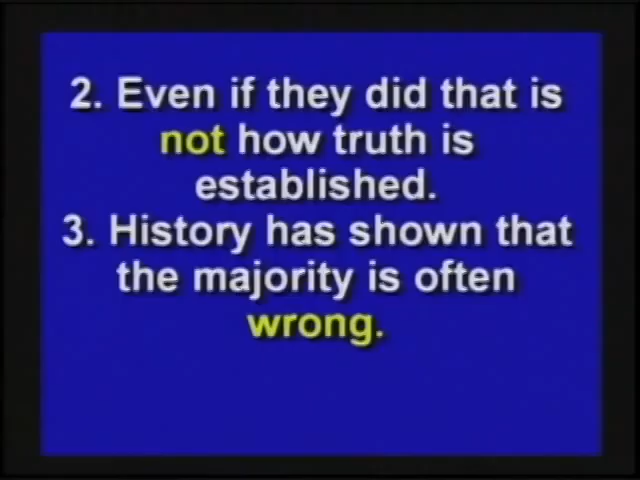 2. Even if they did that is
not how truth is
established.
3. History has shown that
the majority is often
wrong.